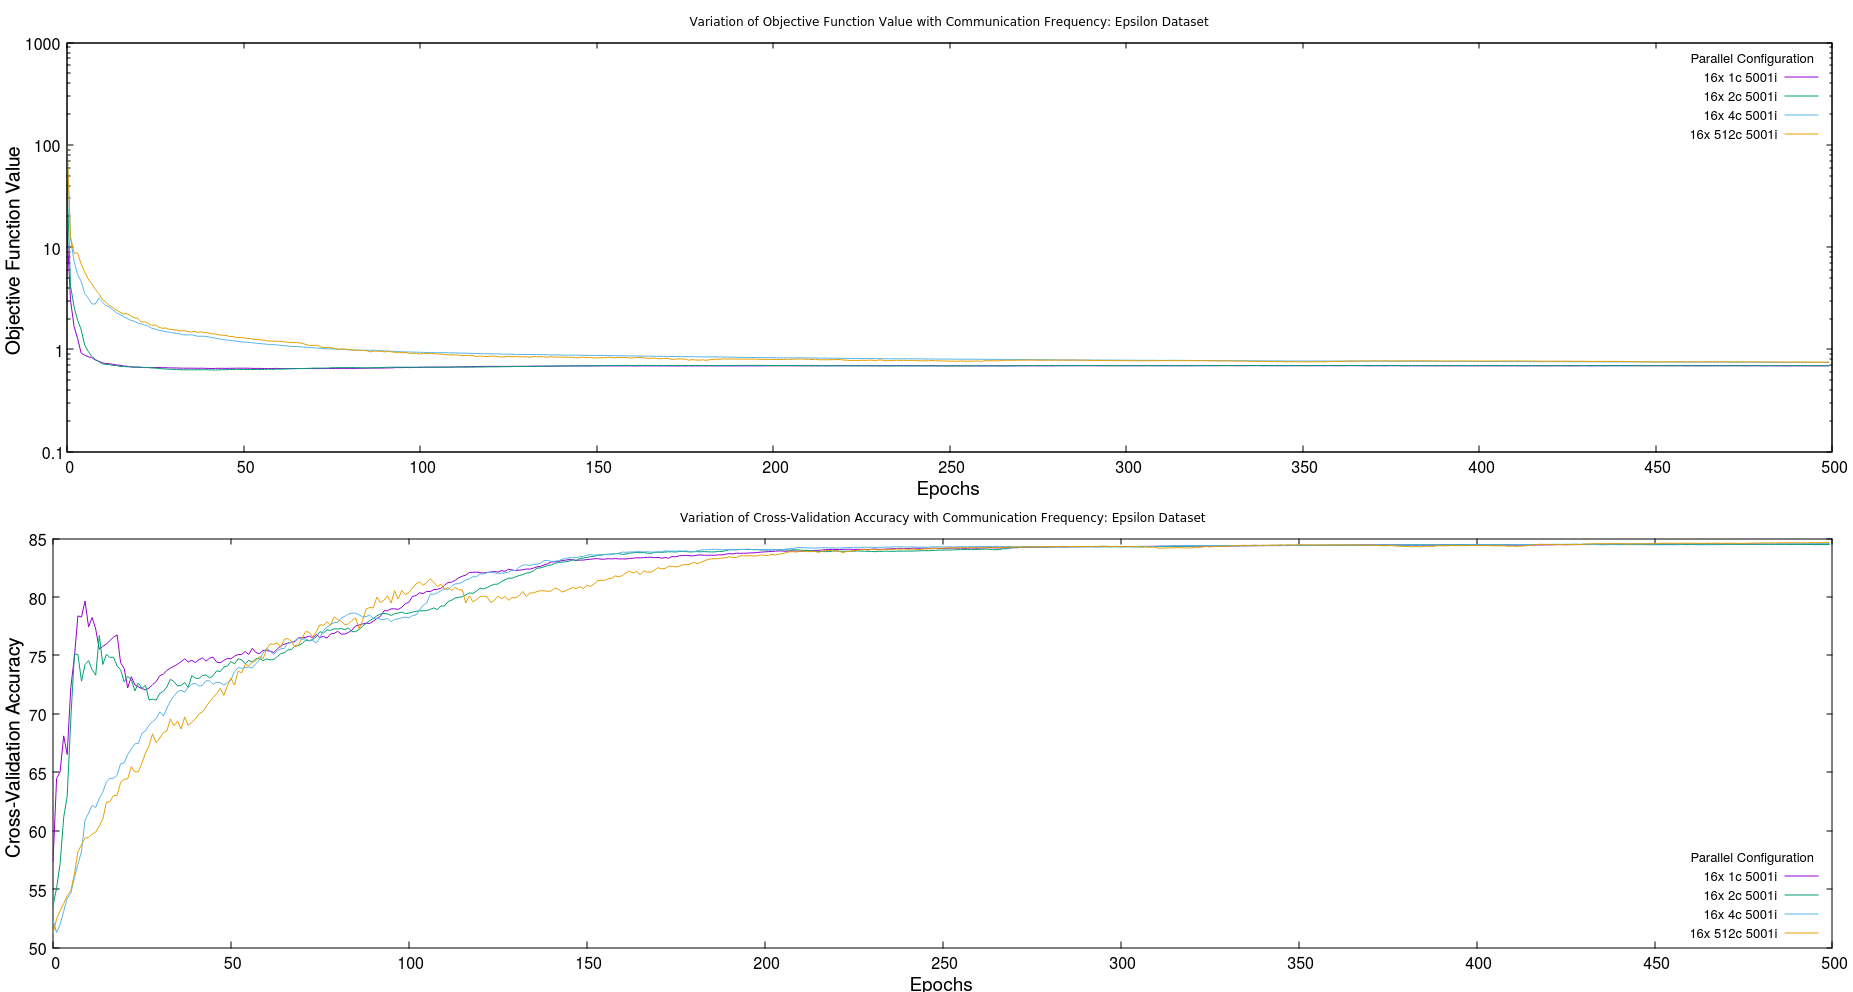 Variation of Objective Function Value with Communication Frequency: Epsilon Dataset
1000
100
10
1
0.1
Objective Function Value
Parallel Configuration
16x 1c 5001i
16x 2c 5001i
16x 4c 5001i
16x 512c 5001i
0 50 100 150 200 250 300 350 400 450 500
Epochs
Variation of Cross-Validation Accuracy with Communication Frequency: Epsilon Dataset
85
80
75
70
65
60
55
50
Cross-Validation Accuracy
Parallel Configuration
16x 1c 5001i
16x 2c 5001i
16x 4c 5001i
16x 512c 5001i
0 50 100 150 200 250 300 350 400 450 500
Epochs